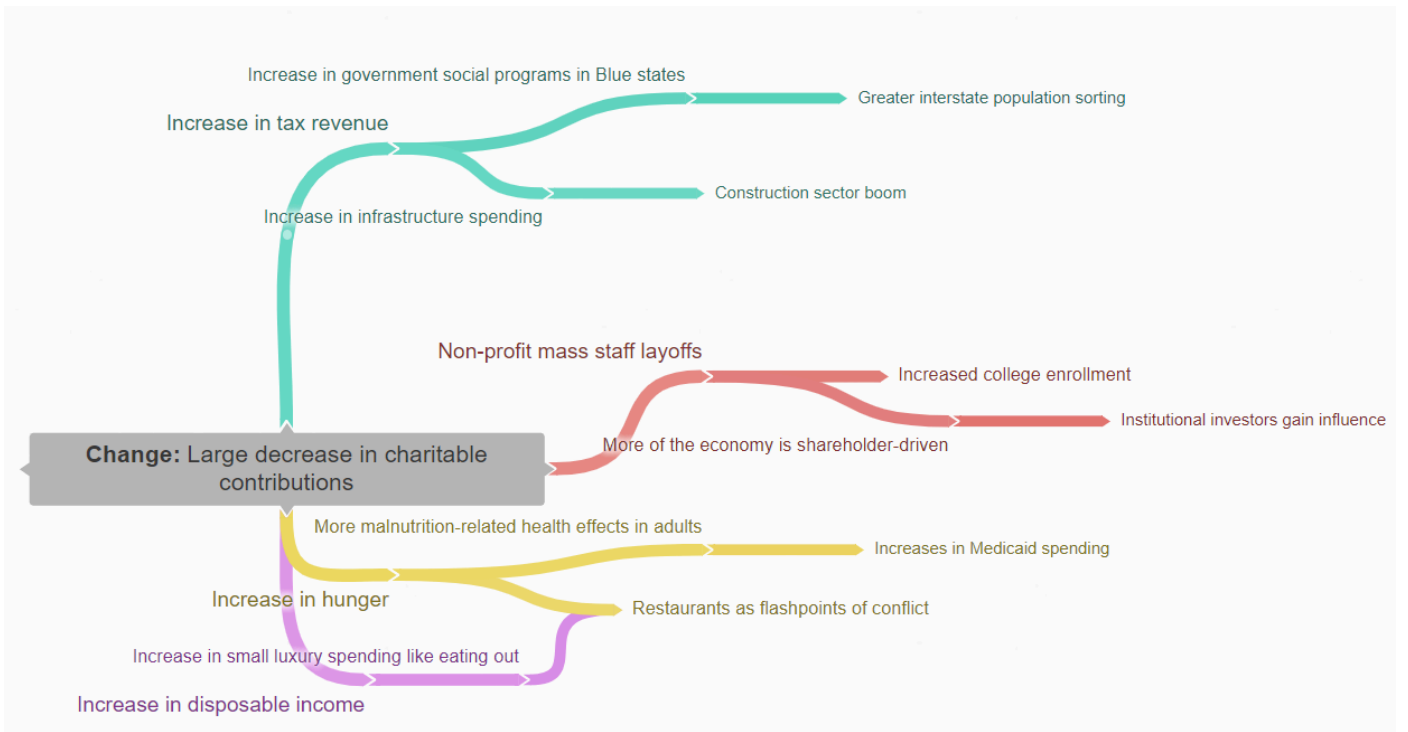 Increase in government social programs in Blue states
Greater interstate population sorting
Increase in tax revenue
Construction sector boom
Increase in infrastructure spending
Non-profit mass staff layoffs
Increased college enrollment
Institutional investors gain influence
More of the economy is shareholder-driven
Change: Large decrease in charitable
contributions
More malnutrition-related health effects in adults
Increases in Medicaid spending
Increase in hunger
Restaurants as flashpoints of conflict
Increase in small luxury spending like eating out
Increase in disposable income